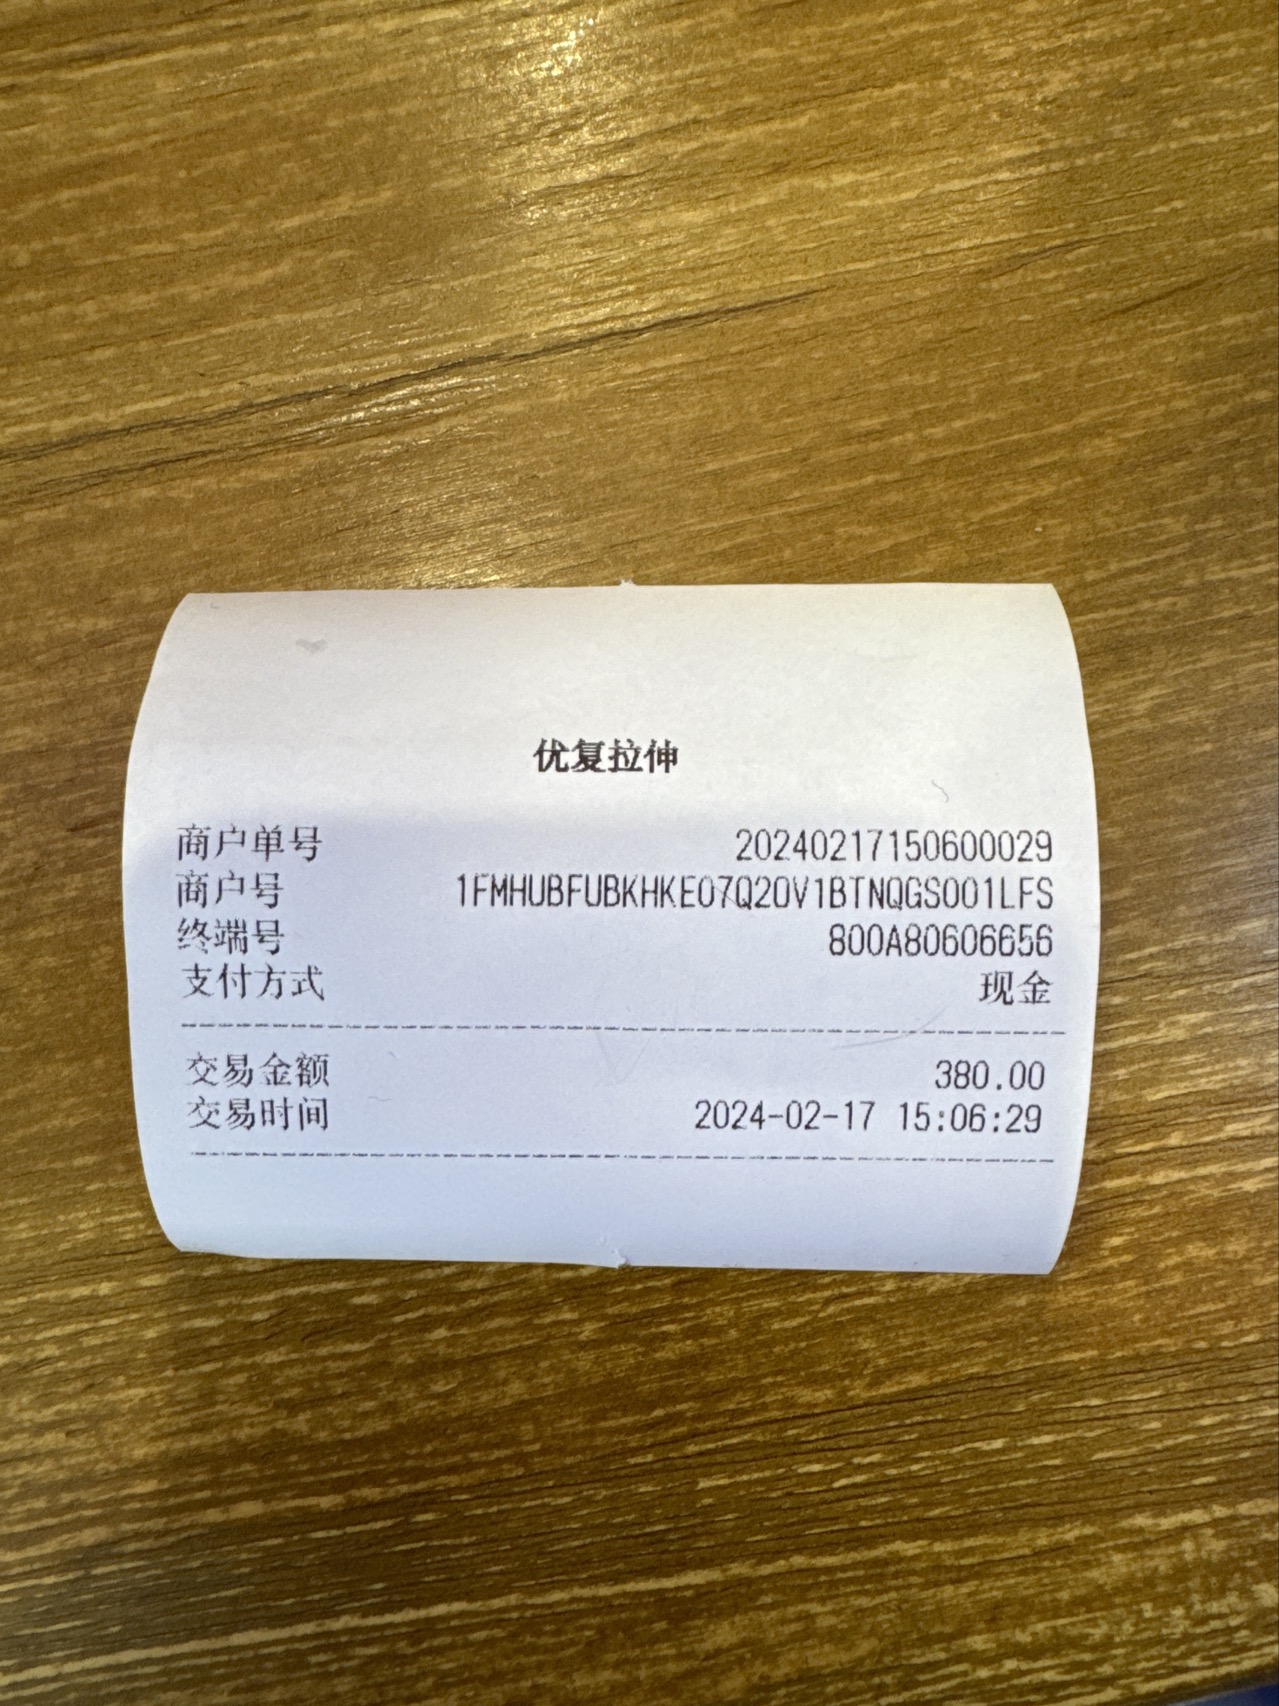 优复拉伸
商户单号 20240217150600029
商户号 1FMHUBFUBKHKE07Q20V1BTNQGS001LFS
终端号 800A80606656
支付方式 现金
交易金额 380.00
交易时间 2024-02-17 15:06:29